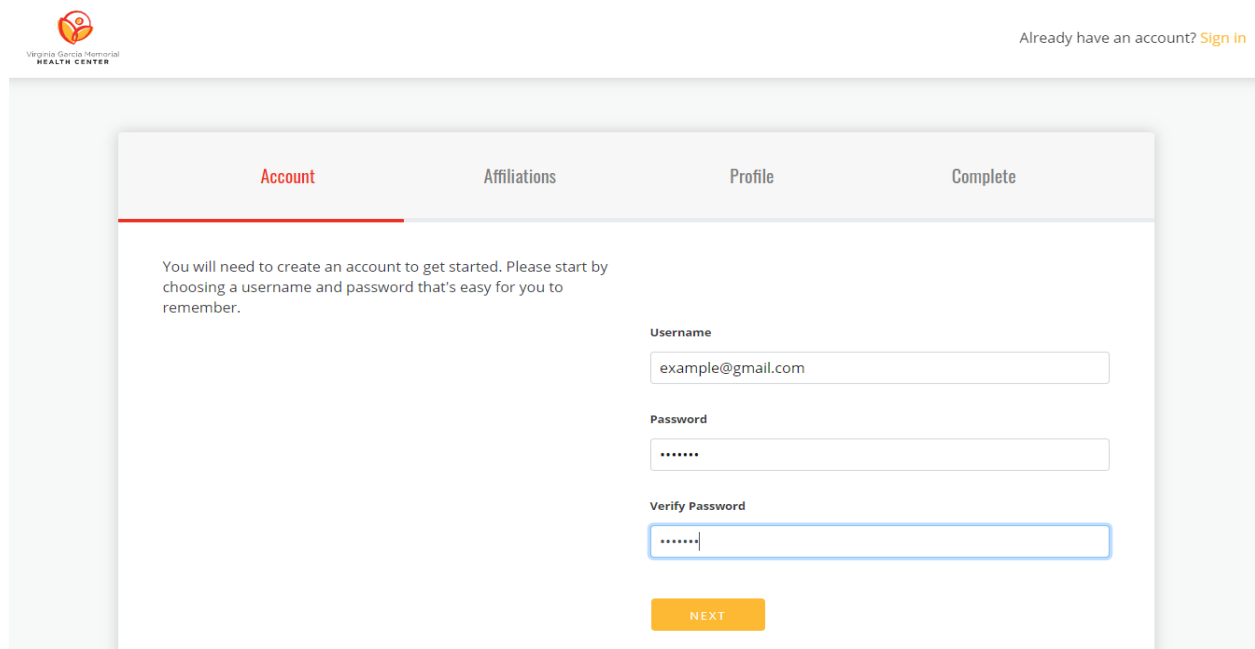 Virginia Garcia Memorial
HEALTH CENTER
Already have an account? Sign in
Account
Affiliations
Profile
Complete
You will need to create an account to get started. Please start by
choosing a username and password that's easy for you to
remember.
Username
example@gmail.com
Password
•••••••
Verify Password
•••••••
NEXT